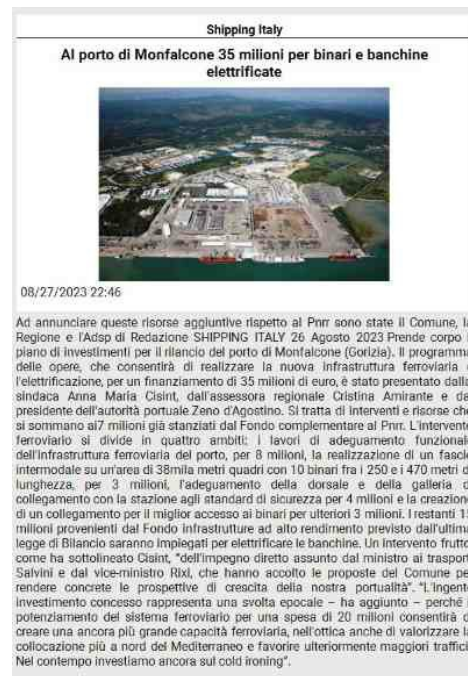 Shipping Italy
Al porto di Monfalcone 35 milioni per binari e banchine
elettrificate
08/27/2023 22:46
Ad annunciare queste risorse aggiuntive rispetto al Pnrr sono state il Comune, la
Regione e l'Adsp di Redazione SHIPPING ITALY 26 Agosto 2023 Prende corpo il
piano di investimenti per il rilancio del porto di Monfalcone (Gorizia). Il programma
delle opere, che consentirà di realizzare la nuova infrastruttura ferroviaria e
l'elettrificazione, per un finanziamento di 35 milioni di euro, è stato presentato dalla
sindaca Anna Maria Cisint, dall'assessora regionale Cristina Amirante e dal
presidente dell'autorità portuale Zeno d'Agostino. Si tratta di interventi e risorse che
si sommano ai7 milioni già stanziati dal Fondo complementare al Pnrr. L'intervento
ferroviario si divide in quattro ambiti: i lavori di adeguamento funzionale
dell'infrastruttura ferroviaria del porto, per 8 milioni, la realizzazione di un fascio
intermodale su un'area di 38mila metri quadri con 10 binari fra i 250 e i 470 metri di
lunghezza, per 3 milioni, l'adeguamento della dorsale e della galleria di
collegamento con la stazione agli standard di sicurezza per 4 milioni e la creazione
di un collegamento per il miglior accesso ai binari per ulteriori 3 milioni. I restanti 15
milioni provenienti dal Fondo infrastrutture ad alto rendimento previsto dall'ultima
legge di Bilancio saranno impiegati per elettrificare le banchine. Un intervento frutto,
come ha sottolineato Cisint, "dell'impegno diretto assunto dal ministro ai trasporti
Salvini e dal vice-ministro Rixi, che hanno accolto le proposte del Comune per
rendere concrete le prospettive di crescita della nostra portualità". "L'ingente
investimento concesso rappresenta una svolta epocale – ha aggiunto – perché il
potenziamento del sistema ferroviario per una spesa di 20 milioni consentirà di
creare una ancora più grande capacità ferroviaria, nell'ottica anche di valorizzare la
collocazione più a nord del Mediterraneo e favorire ulteriormente maggiori traffici.
Nel contempo investiamo ancora sul cold ironing".